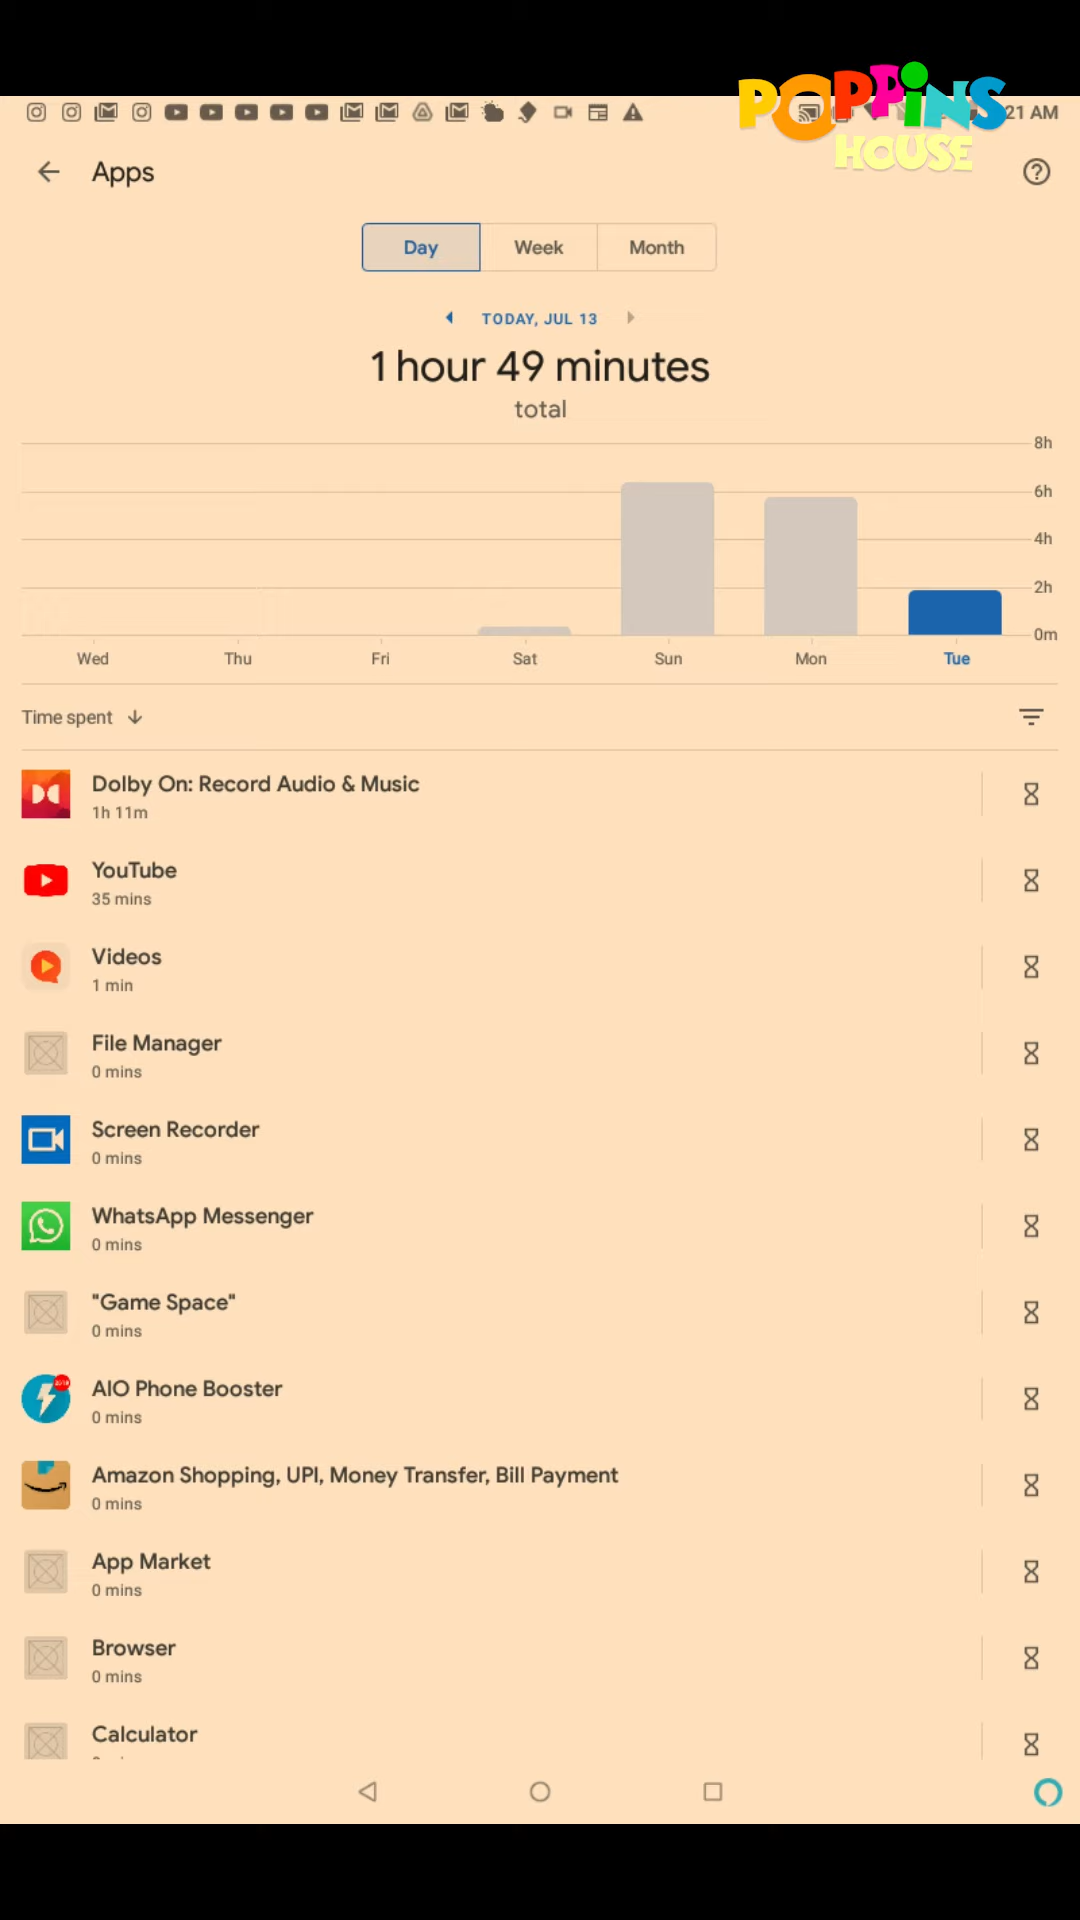 POPPINS
HOUSE
21 AM
Apps
Day
Week
Month
TODAY, JUL 13
1 hour 49 minutes
total
8h
6h
4h
2h
0m
Wed
Thu
Fri
Sat
Sun
Mon
Tue
Time spent
Dolby On: Record Audio & Music
1h 11m
YouTube
35 mins
Videos
1 min
File Manager
0 mins
Screen Recorder
0 mins
WhatsApp Messenger
0 mins
"Game Space"
0 mins
AIO Phone Booster
0 mins
Amazon Shopping, UPI, Money Transfer, Bill Payment
0 mins
App Market
0 mins
Browser
0 mins
Calculator